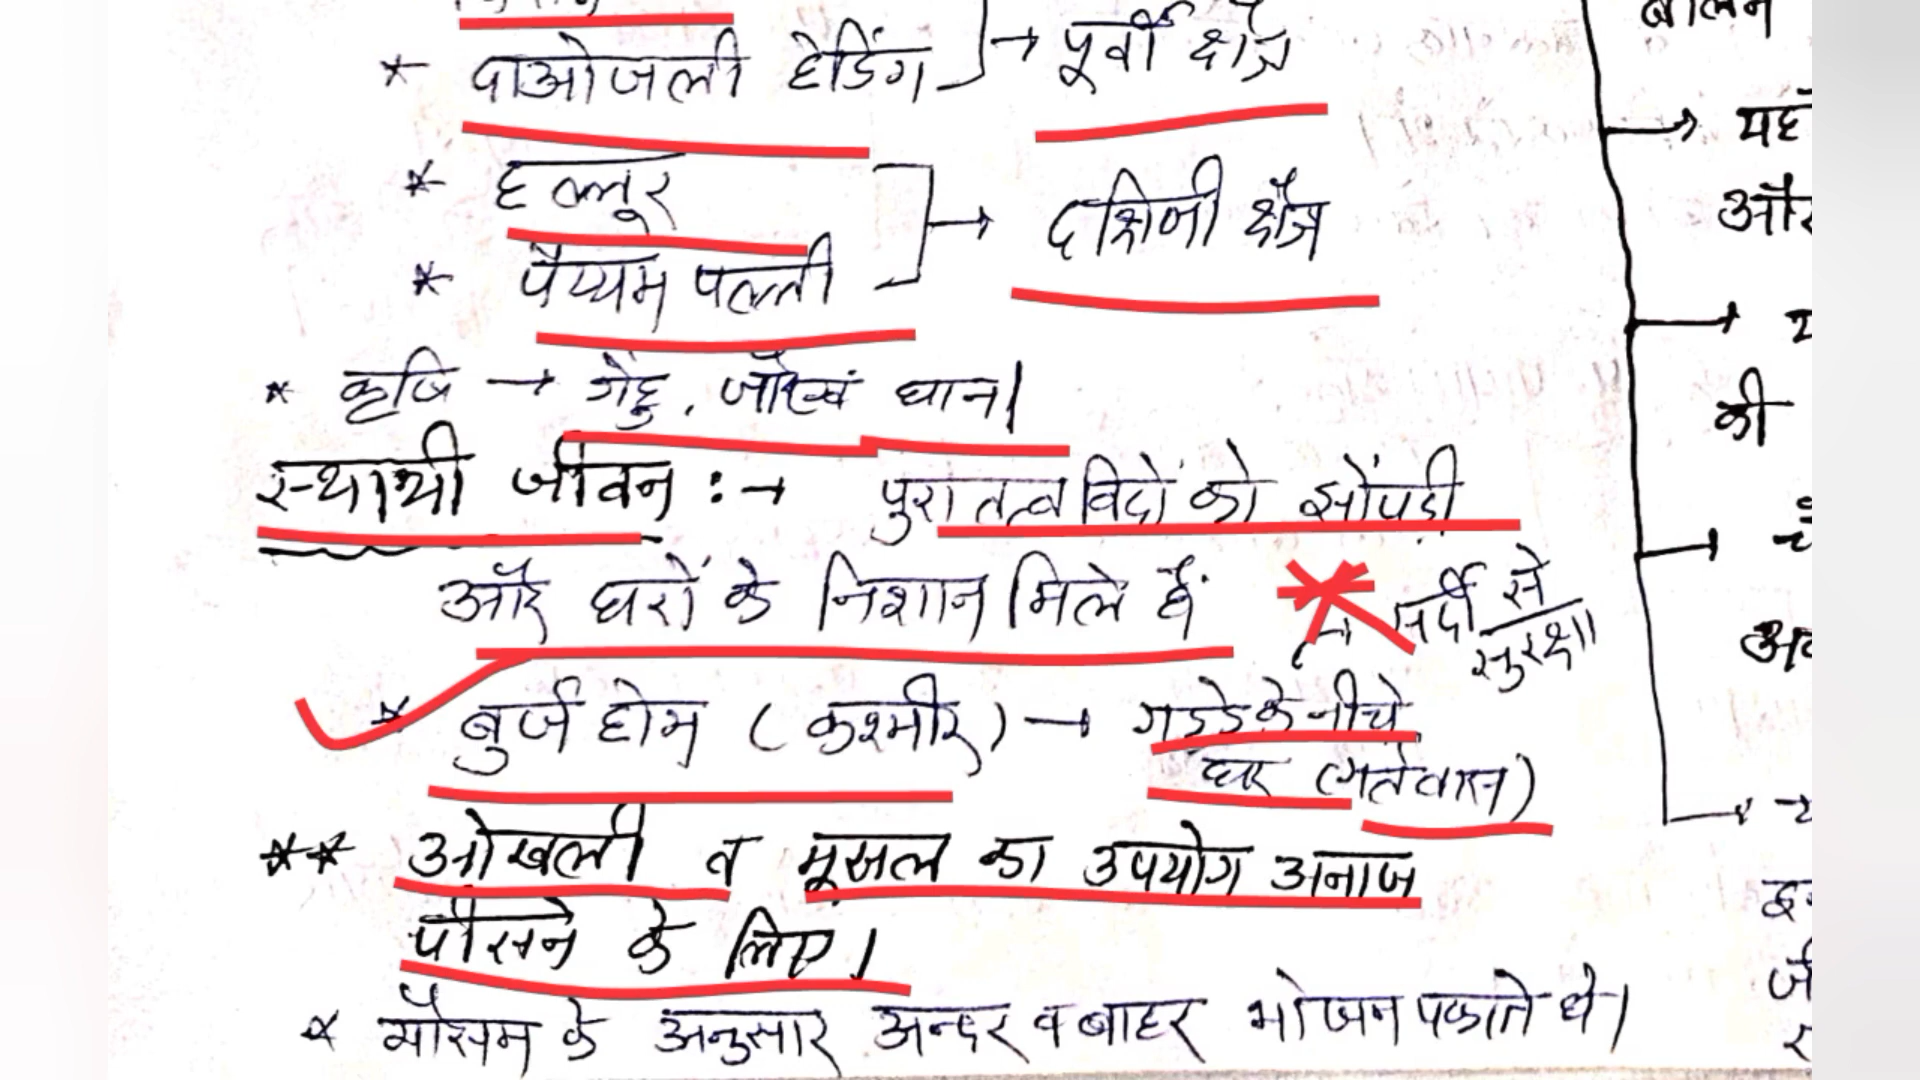 * दाओजली हेडिंग → पूर्वी क्षेत्र
* हल्लूर
→ दक्षिणी क्षेत्र
* पैय्यम पल्ली
* कृषि → गेहु, जौ एवं धान।
स्थायी जीवन :→ पुरातत्व विदों को झोंपडी
और घरों के निशान मिले हैं
→ सर्दी से
सुरक्षा
* बुर्ज होम (कश्मीर) → गड्डे के नीचे
घर (गर्तवास)
** ओखली व मूसल का उपयोग अनाज
पीसने के लिए।
* मौसम के अनुसार अन्दर व बाहर भोजन पकाते थे।
→
और
→
की
→